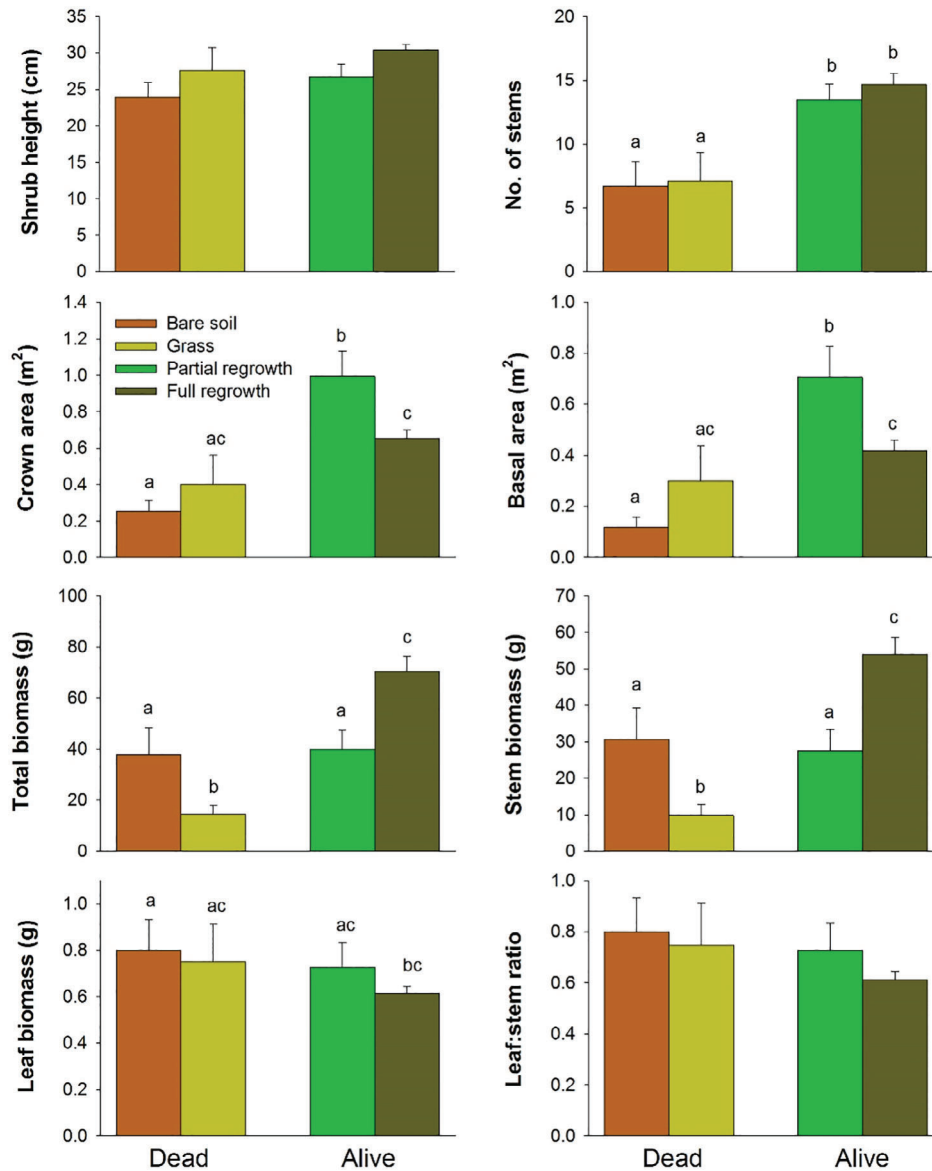 Shrub height (cm)
35
30
25
20
15
10
5
0
No. of stems
20
15
10
5
0
a
a
b
b
Crown area (m²)
1.4
1.2
1.0
0.8
0.6
0.4
0.2
0.0
Bare soil
Grass
Partial regrowth
Full regrowth
a
ac
b
c
Basal area (m²)
1.0
0.8
0.6
0.4
0.2
0.0
a
ac
b
c
Total biomass (g)
100
80
60
40
20
0
a
b
a
c
Stem biomass (g)
70
60
50
40
30
20
10
0
a
b
a
c
Leaf biomass (g)
1.0
0.8
0.6
0.4
0.2
0.0
a
ac
ac
bc
Dead
Alive
Leaf:stem ratio
1.0
0.8
0.6
0.4
0.2
0.0
Dead
Alive